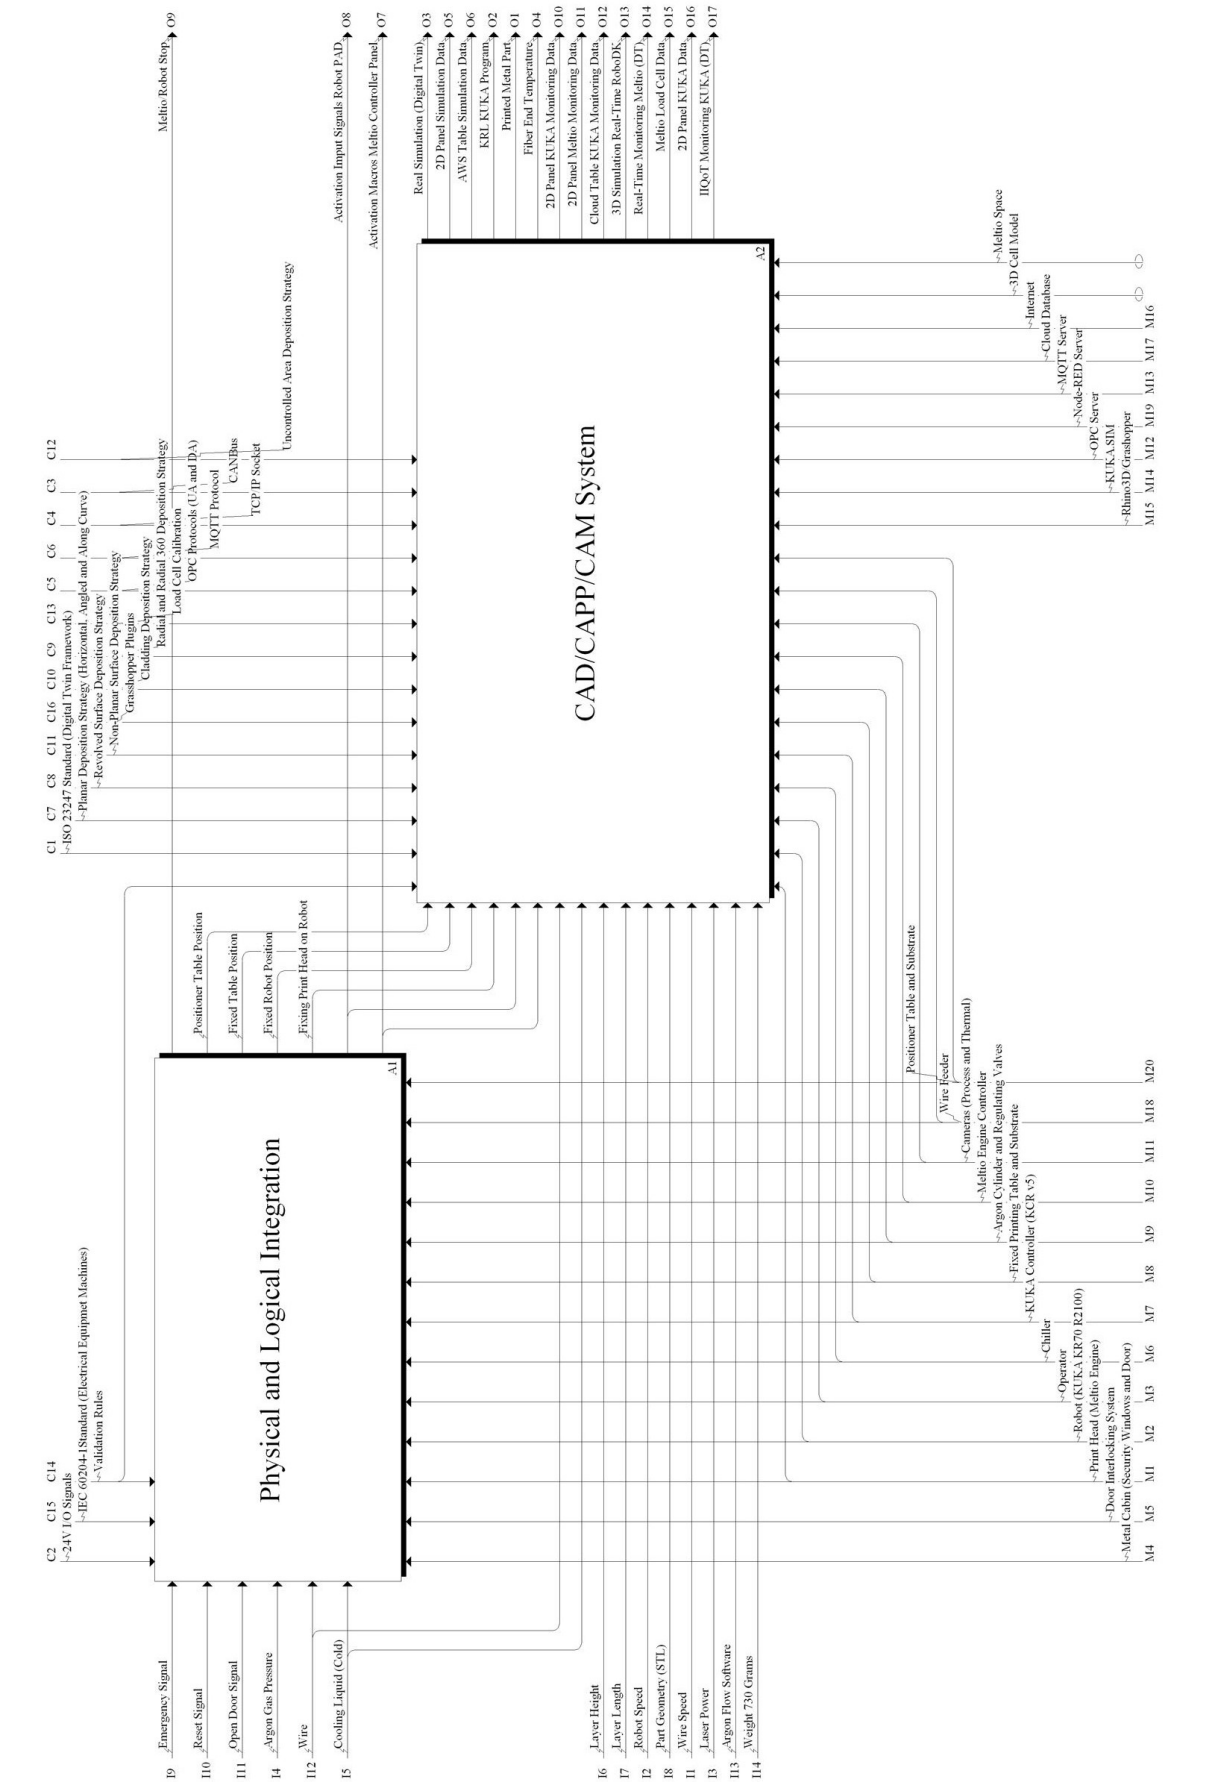 C2
24V I/O Signals
C15
IEC 60204-1Standard (Electrical Equipmet Machines)
C14
Validation Rules
C1
ISO 23247 Standard (Digital Twin Framework)
C7
Planar Deposition Strategy (Horizontal, Angled and Along Curve)
C8
Revolved Surface Deposition Strategy
C11
Non-Planar Surface Deposition Strategy
C16
Grasshopper Plugins
C10
Cladding Deposition Strategy
C9
Radial and Radial 360 Deposition Strategy
C13
Load Cell Calibration
C5
OPC Protocols (UA and DA)
C6
MQTT Protocol
C4
TCP/IP Socket
C3
CANBus
C12
Uncontrolled Area Deposition Strategy
I9
Emergency Signal
I10
Reset Signal
I11
Open Door Signal
I4
Argon Gas Pressure
I12
Wire
I5
Cooling Liquid (Cold)
Physical and Logical Integration
A1
Positioner Table Position
Fixed Table Position
Fixed Robot Position
Fixing Print Head on Robot
Meltio Robot Stop
O9
Activation Imput Signals Robot PAD
O8
Activation Macros Meltio Controller Panel
O7
I6
Layer Height
I7
Layer Length
I2
Robot Speed
I8
Part Geometry (STL)
I1
Wire Speed
I3
Laser Power
I13
Argon Flow Software
I14
Weight 730 Grams
CAD/CAPP/CAM System
A2
Real Simulation (Digital Twin)
O3
2D Panel Simulation Data
O5
AWS Table Simulation Data
O6
KRL KUKA Program
O2
Printed Metal Part
O1
Fiber End Temperature
O4
2D Panel KUKA Monitoring Data
O10
2D Panel Meltio Monitoring Data
O11
Cloud Table KUKA Monitoring Data
O12
3D Simulation Real-Time RoboDK
O13
Real-Time Monitoring Meltio (DT)
O14
Meltio Load Cell Data
O15
2D Panel KUKA Data
O16
IIQoT Monitoring KUKA (DT)
O17
Metal Cabin (Security Windows and Door)
M4
Door Interlocking System
M5
Print Head (Meltio Engine)
M1
Robot (KUKA KR70 R2100)
M2
Operator
M3
Chiller
M6
KUKA Controller (KCR v5)
M7
Fixed Printing Table and Substrate
M8
Argon Cylinder and Regulating Valves
M9
Meltio Engine Controller
M10
Cameras (Process and Thermal)
M11
Wire Feeder
M18
Positioner Table and Substrate
M20
Rhino3D/Grashopper
M15
KUKA.SIM
M14
OPC Server
M12
Node-RED Server
M19
MQTT Server
M13
Cloud Database
M17
Internet
M16
3D Cell Model
Meltio Space